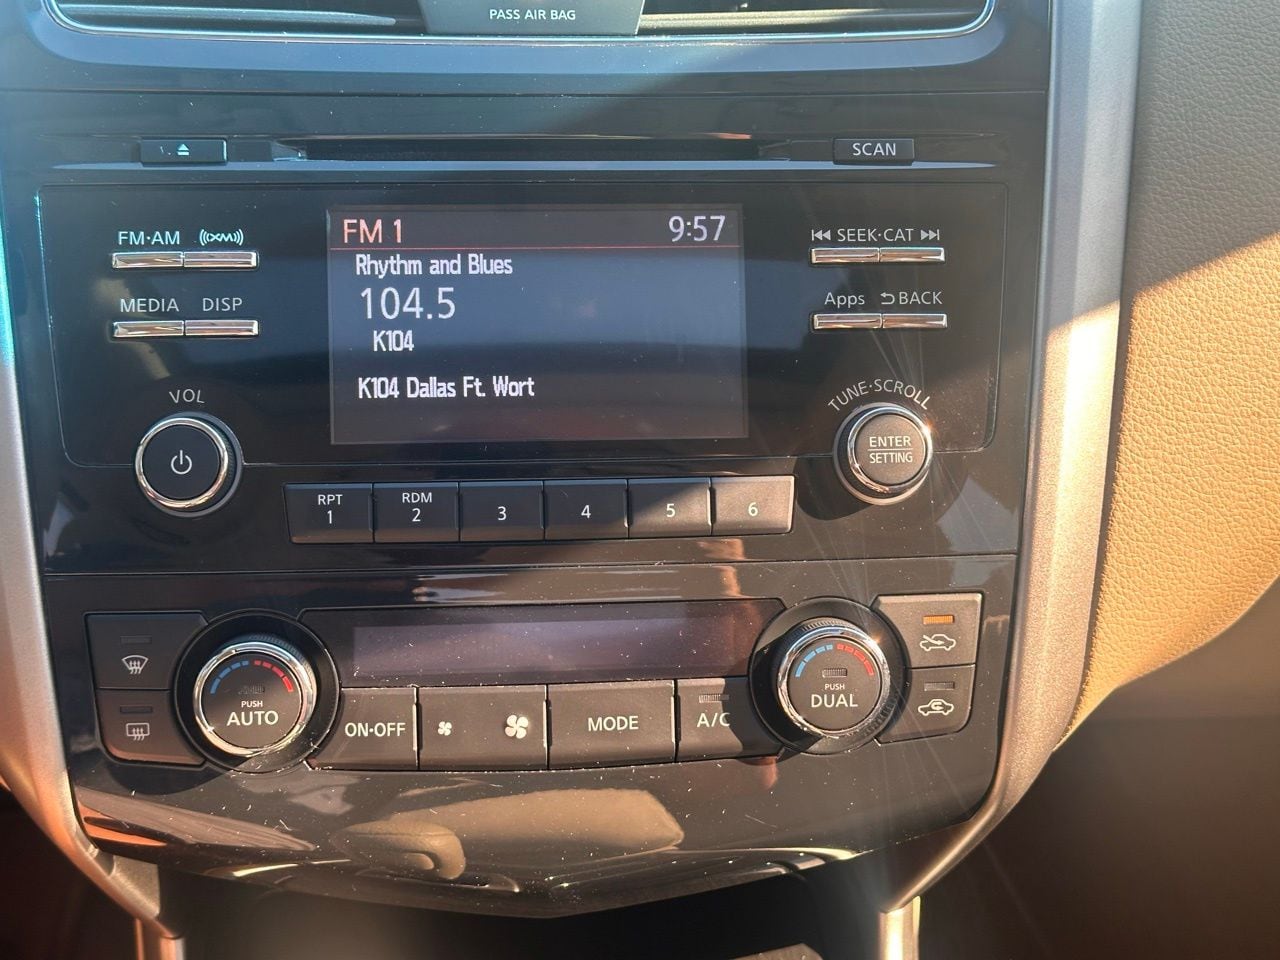 PASS AIR BAG
SCAN
FM·AM ((XM))
MEDIA DISP
VOL
FM 1 9:57
Rhythm and Blues
104.5
K104
K104 Dallas Ft. Wort
SEEK·CAT
Apps BACK
TUNE·SCROLL
ENTER
SETTING
RPT
1
RDM
2
3
4
5
6
PUSH
AUTO
ON·OFF
MODE
A/C
PUSH
DUAL